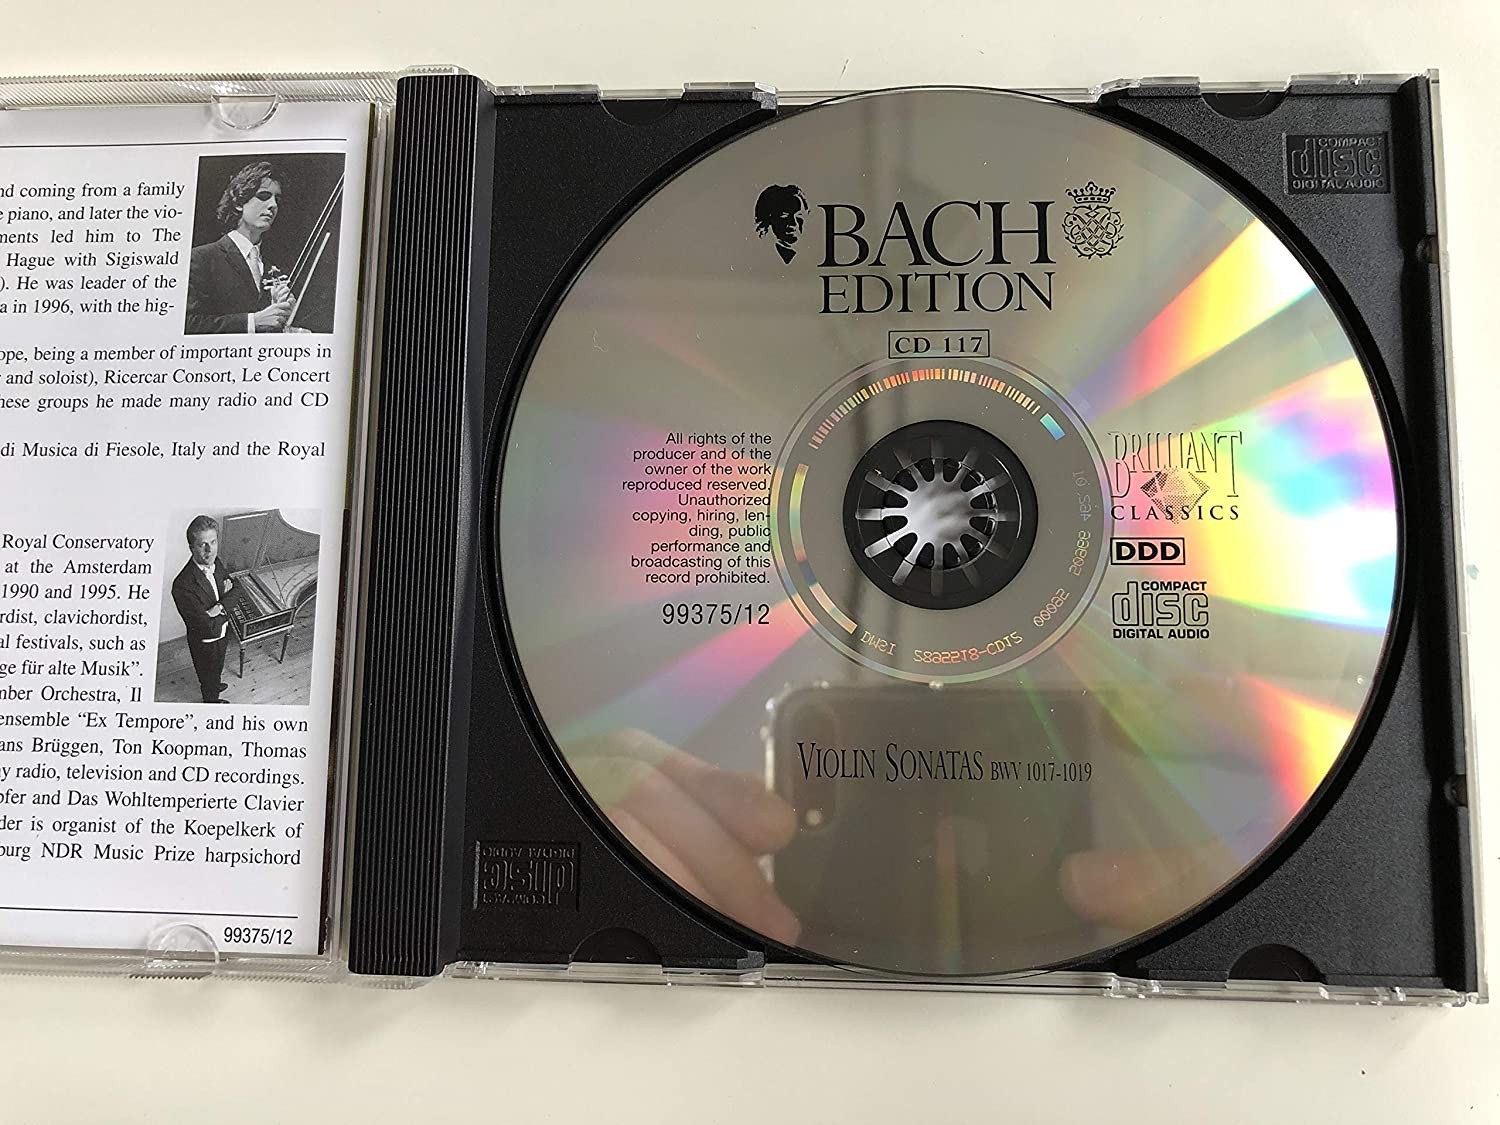 nd coming from a family
e piano, and later the vio-
ments led him to The
Hague with Sigiswald
). He was leader of the
a in 1996, with the hig-
ope, being a member of important groups in
r and soloist), Ricercar Consort, Le Concert
hese groups he made many radio and CD
di Musica di Fiesole, Italy and the Royal
Royal Conservatory
at the Amsterdam
1990 and 1995. He
rdist, clavichordist,
al festivals, such as
ge für alte Musik”.
mber Orchestra, Il
ensemble “Ex Tempore”, and his own
ans Brüggen, Ton Koopman, Thomas
y radio, television and CD recordings.
pfer and Das Wohltemperierte Clavier
der is organist of the Koepelkerk of
burg NDR Music Prize harpsichord
99375/12
BACH
EDITION
CD 117
All rights of the
producer and of the
owner of the work
reproduced reserved.
Unauthorized
copying, hiring, len-
ding, public
performance and
broadcasting of this
record prohibited.
99375/12
BRILLIANT
CLASSICS
DDD
COMPACT
disc
DIGITAL AUDIO
VIOLIN SONATAS BWV 1017-1019
COMPACT
disc
DIGITAL AUDIO
COMPACT
disc
DIGITAL AUDIO